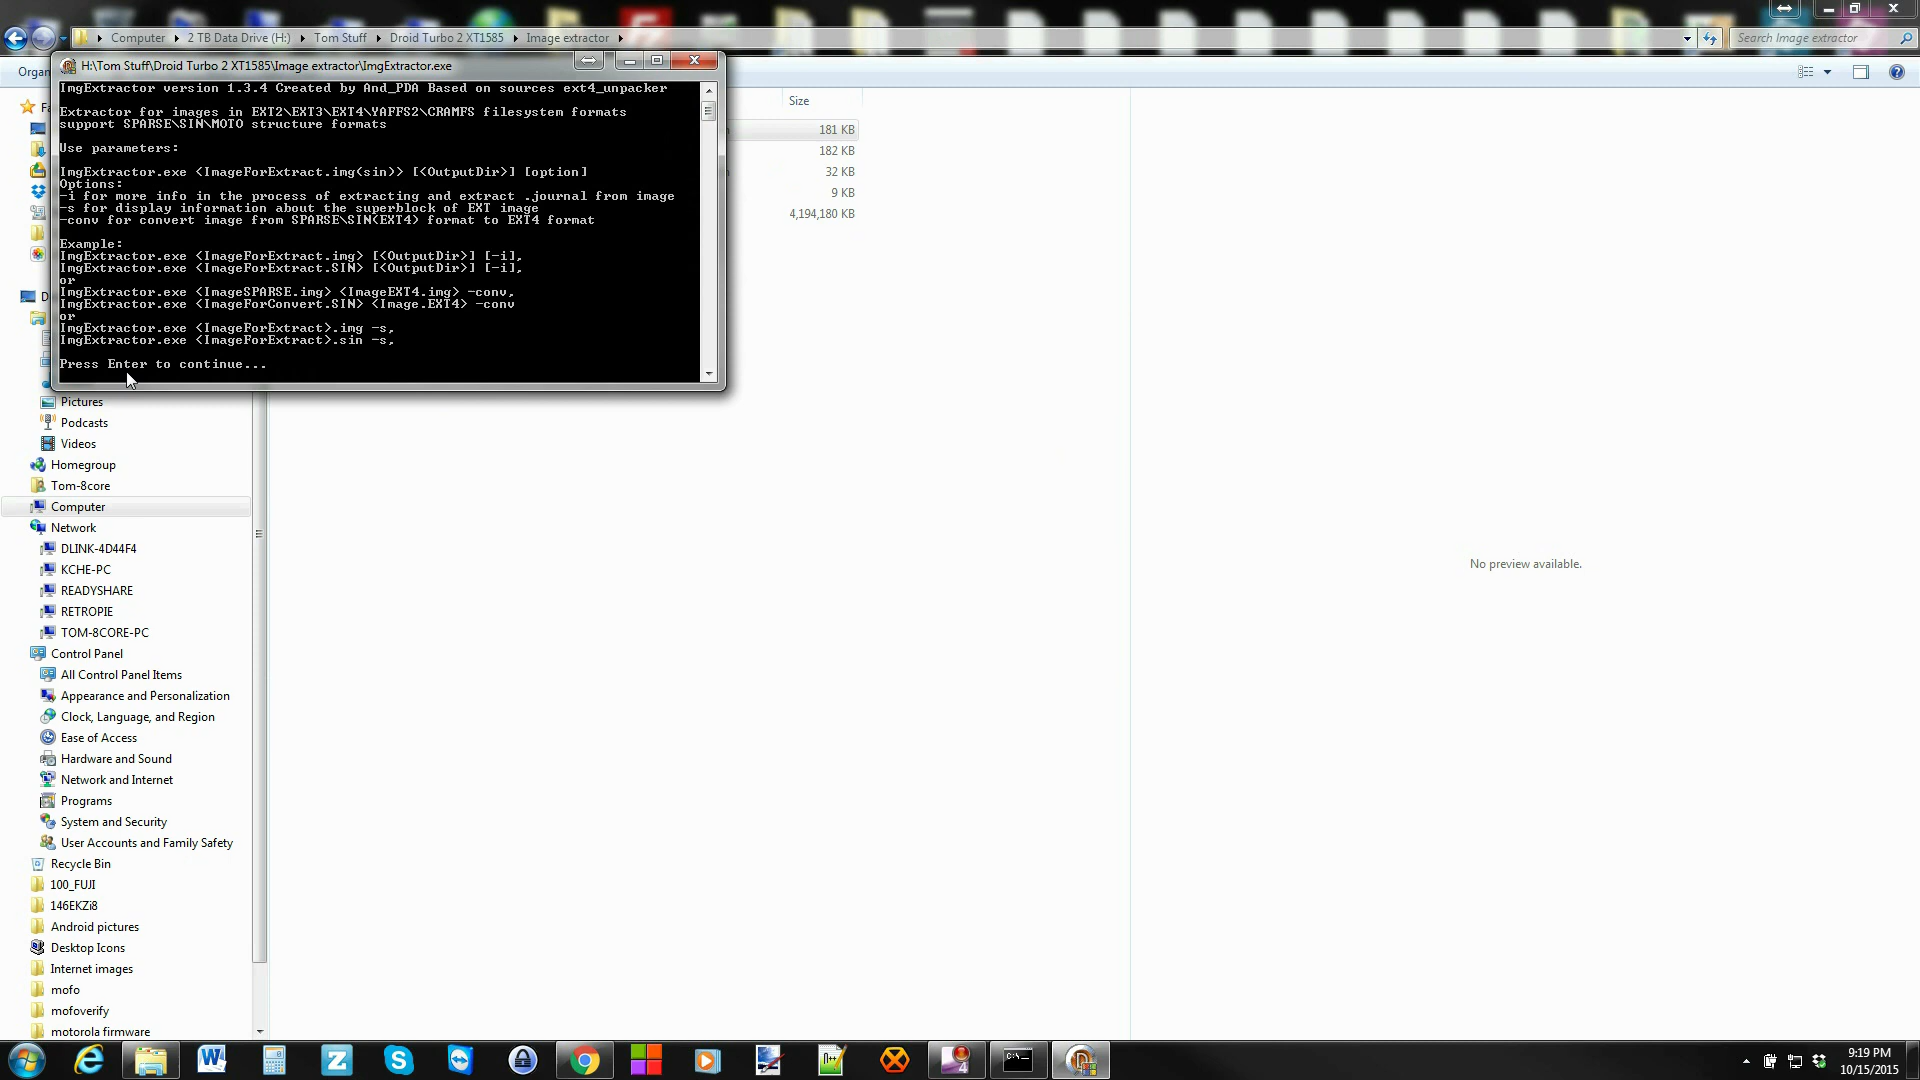 Computer
2 TB Data Drive (H:)
Tom Stuff
Droid Turbo 2 XT1585
Image extractor
Search Image extractor
H:\Tom Stuff\Droid Turbo 2 XT1585\Image extractor\ImgExtractor.exe
Organ
Size
181 KB
182 KB
32 KB
9 KB
4,194,180 KB
ImgExtractor version 1.3.4 Created by And_PDA Based on sources ext4_unpacker
Extractor for images in EXT2\EXT3\EXT4\YAFFS2\CRAMFS filesystem formats
support SPARSE\SIN\MOTO structure formats
Use parameters:
ImgExtractor.exe <ImageForExtract.img(sin)> [<OutputDir>] [option]
Options:
-i for more info in the process of extracting and extract .journal from image
-s for display information about the superblock of EXT image
-conv for convert image from SPARSE\SIN(EXT4) format to EXT4 format
Example:
ImgExtractor.exe <ImageForExtract.img> [<OutputDir>] [-i],
ImgExtractor.exe <ImageForExtract.SIN> [<OutputDir>] [-i],
or
ImgExtractor.exe <ImageSPARSE.img> <ImageEXT4.img> -conv,
ImgExtractor.exe <ImageForConvert.SIN> <Image.EXT4> -conv
or
ImgExtractor.exe <ImageForExtract>.img -s,
ImgExtractor.exe <ImageForExtract>.sin -s,
Press Enter to continue...
Fa
D
Pictures
Podcasts
Videos
Homegroup
Tom-8core
Computer
Network
DLINK-4D44F4
KCHE-PC
READYSHARE
RETROPIE
TOM-8CORE-PC
Control Panel
All Control Panel Items
Appearance and Personalization
Clock, Language, and Region
Ease of Access
Hardware and Sound
Network and Internet
Programs
System and Security
User Accounts and Family Safety
Recycle Bin
100_FUJI
146EKZi8
Android pictures
Desktop Icons
Internet images
mofo
mofoverify
motorola firmware
No preview available.
9:19 PM
10/15/2015